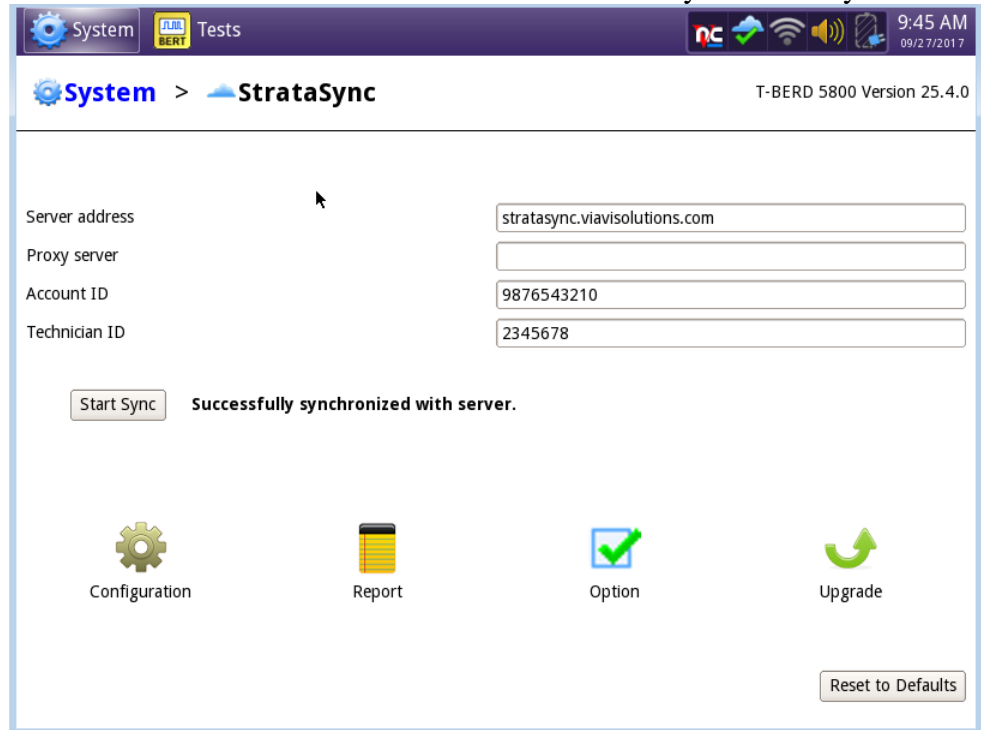 System BERT Tests VC 9:45 AM
09/27/2017
System > StrataSync T-BERD 5800 Version 25.4.0
Server address stratasync.viavisolutions.com
Proxy server
Account ID 9876543210
Technician ID 2345678
Start Sync Successfully synchronized with server.
Configuration Report Option Upgrade
Reset to Defaults